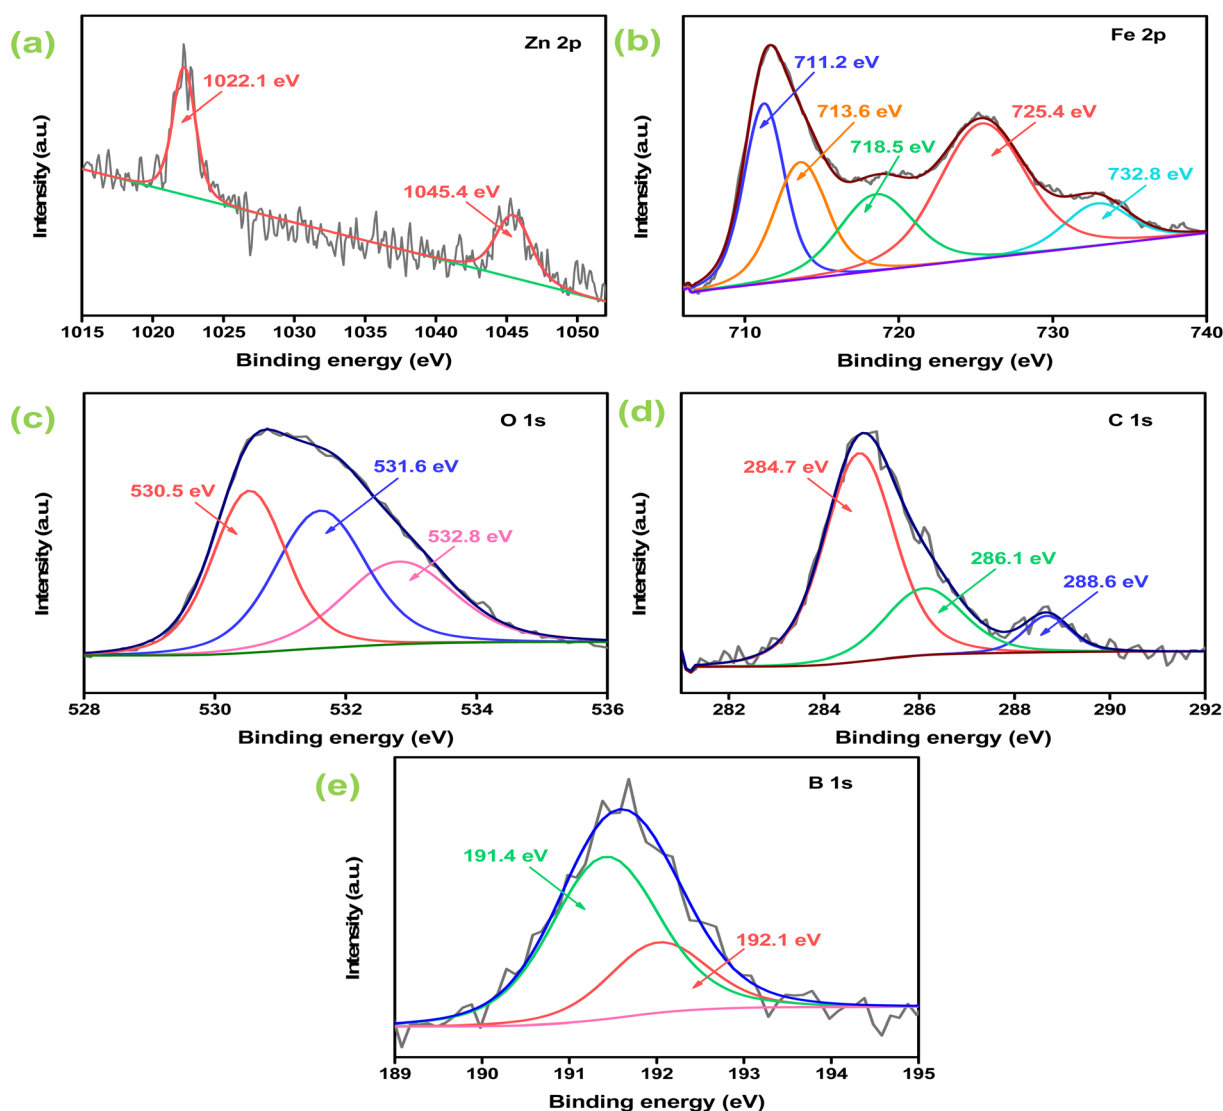 (a)
Zn 2p
1022.1 eV
1045.4 eV
Intensity (a.u.)
1015 1020 1025 1030 1035 1040 1045 1050
Binding energy (eV)
(b)
Fe 2p
711.2 eV
713.6 eV
718.5 eV
725.4 eV
732.8 eV
Intensity (a.u.)
710 720 730 740
Binding energy (eV)
(c)
O 1s
530.5 eV
531.6 eV
532.8 eV
Intensity (a.u.)
528 530 532 534 536
Binding energy (eV)
(d)
C 1s
284.7 eV
286.1 eV
288.6 eV
Intensity (a.u.)
282 284 286 288 290 292
Binding energy (eV)
(e)
B 1s
191.4 eV
192.1 eV
Intensity (a.u.)
189 190 191 192 193 194 195
Binding energy (eV)